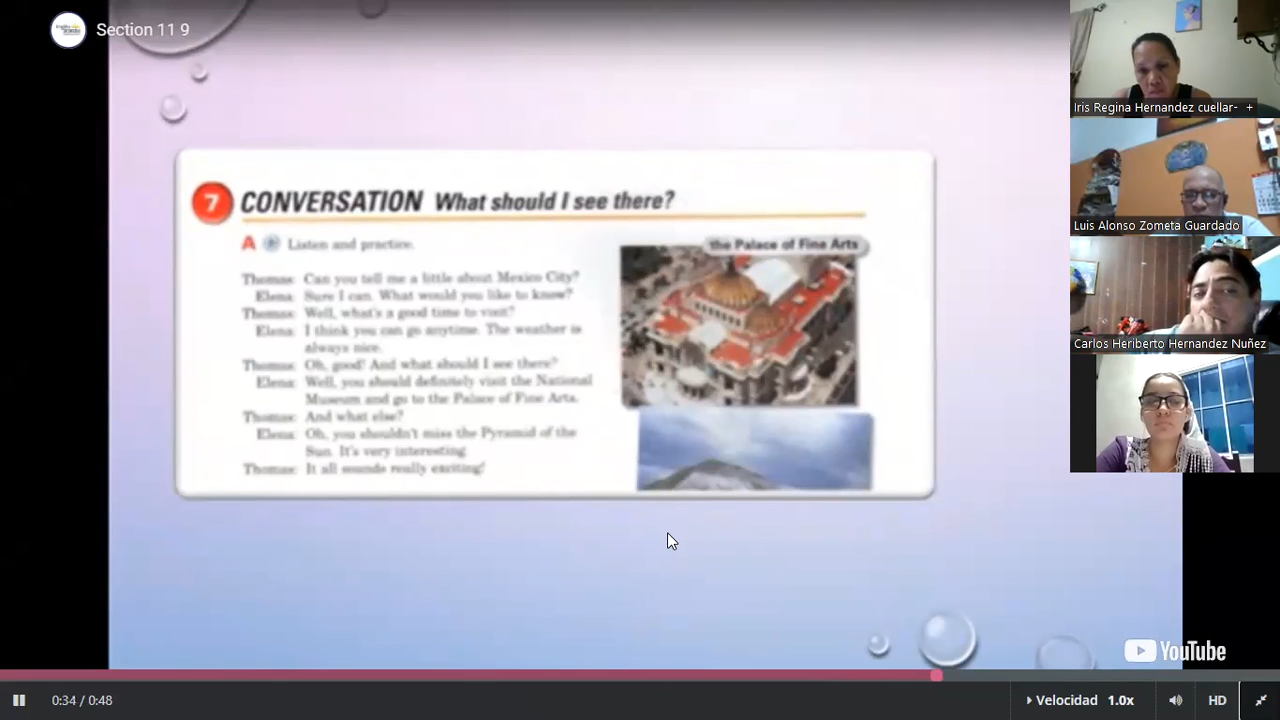 Section 11 9
7 CONVERSATION What should I see there?
A Listen and practice.
the Palace of Fine Arts
Thomas: Can you tell me a little about Mexico City?
Elena: Sure I can. What would you like to know?
Thomas: Well, what's a good time to visit?
Elena: I think you can go anytime. The weather is
always nice.
Thomas: Oh, good! And what should I see there?
Elena: Well, you should definitely visit the National
Museum and go to the Palace of Fine Arts.
Thomas: And what else?
Elena: Oh, you shouldn't miss the Pyramid of the
Sun. It's very interesting.
Thomas: It all sounds really exciting!
Iris Regina Hernandez cuellar- +
Luis Alonso Zometa Guardado
Carlos Heriberto Hernandez Nuñez
YouTube
0:34 / 0:48
Velocidad 1.0x
HD